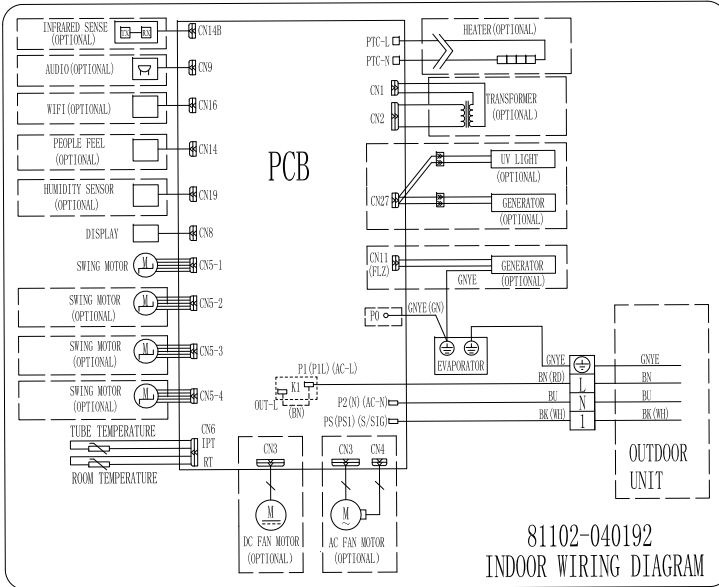 INFRARED SENSE
(OPTIONAL)
TX
RX
CN14B
AUDIO(OPTIONAL)
CN9
WIFI(OPTIONAL)
CN16
PEOPLE FEEL
(OPTIONAL)
CN14
HUMIDITY SENSOR
(OPTIONAL)
CN19
DISPLAY
CN8
SWING MOTOR
M
CN5-1
SWING MOTOR
(OPTIONAL)
M
CN5-2
SWING MOTOR
(OPTIONAL)
M
CN5-3
SWING MOTOR
(OPTIONAL)
M
CN5-4
TUBE TEMPERATURE
CN6
IPT
RT
ROOM TEMPERATURE
PCB
HEATER(OPTIONAL)
PTC-L
PTC-N
CN1
CN2
TRANSFORMER
(OPTIONAL)
CN27
UV LIGHT
(OPTIONAL)
GENERATOR
(OPTIONAL)
CN11
(FLZ)
GENERATOR
(OPTIONAL)
GNYE
P0
GNYE(GN)
EVAPORATOR
P1(P1L)(AC-L)
K1
OUT-L
(BN)
P2(N)(AC-N)
PS(PS1)(S/SIG)
GNYE
GNYE
BN(RD)
L
BN
BU
N
BU
BK(WH)
1
BK(WH)
OUTDOOR
UNIT
CN3
M
DC FAN MOTOR
(OPTIONAL)
CN3
CN4
M
~
AC FAN MOTOR
(OPTIONAL)
81102-040192
INDOOR WIRING DIAGRAM